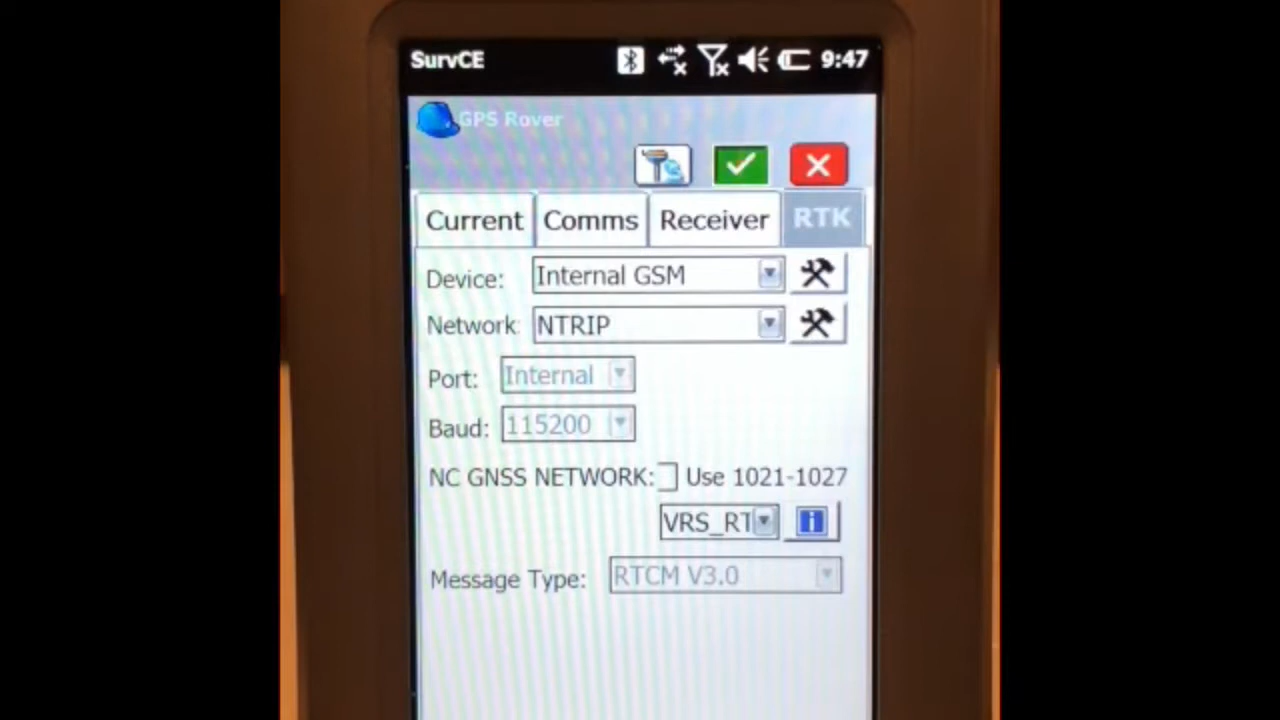 SurvCE 9:47
GPS Rover
Current Comms Receiver RTK
Device: Internal GSM
Network: NTRIP
Port: Internal
Baud: 115200
NC GNSS NETWORK: Use 1021-1027
VRS_RT
Message Type: RTCM V3.0